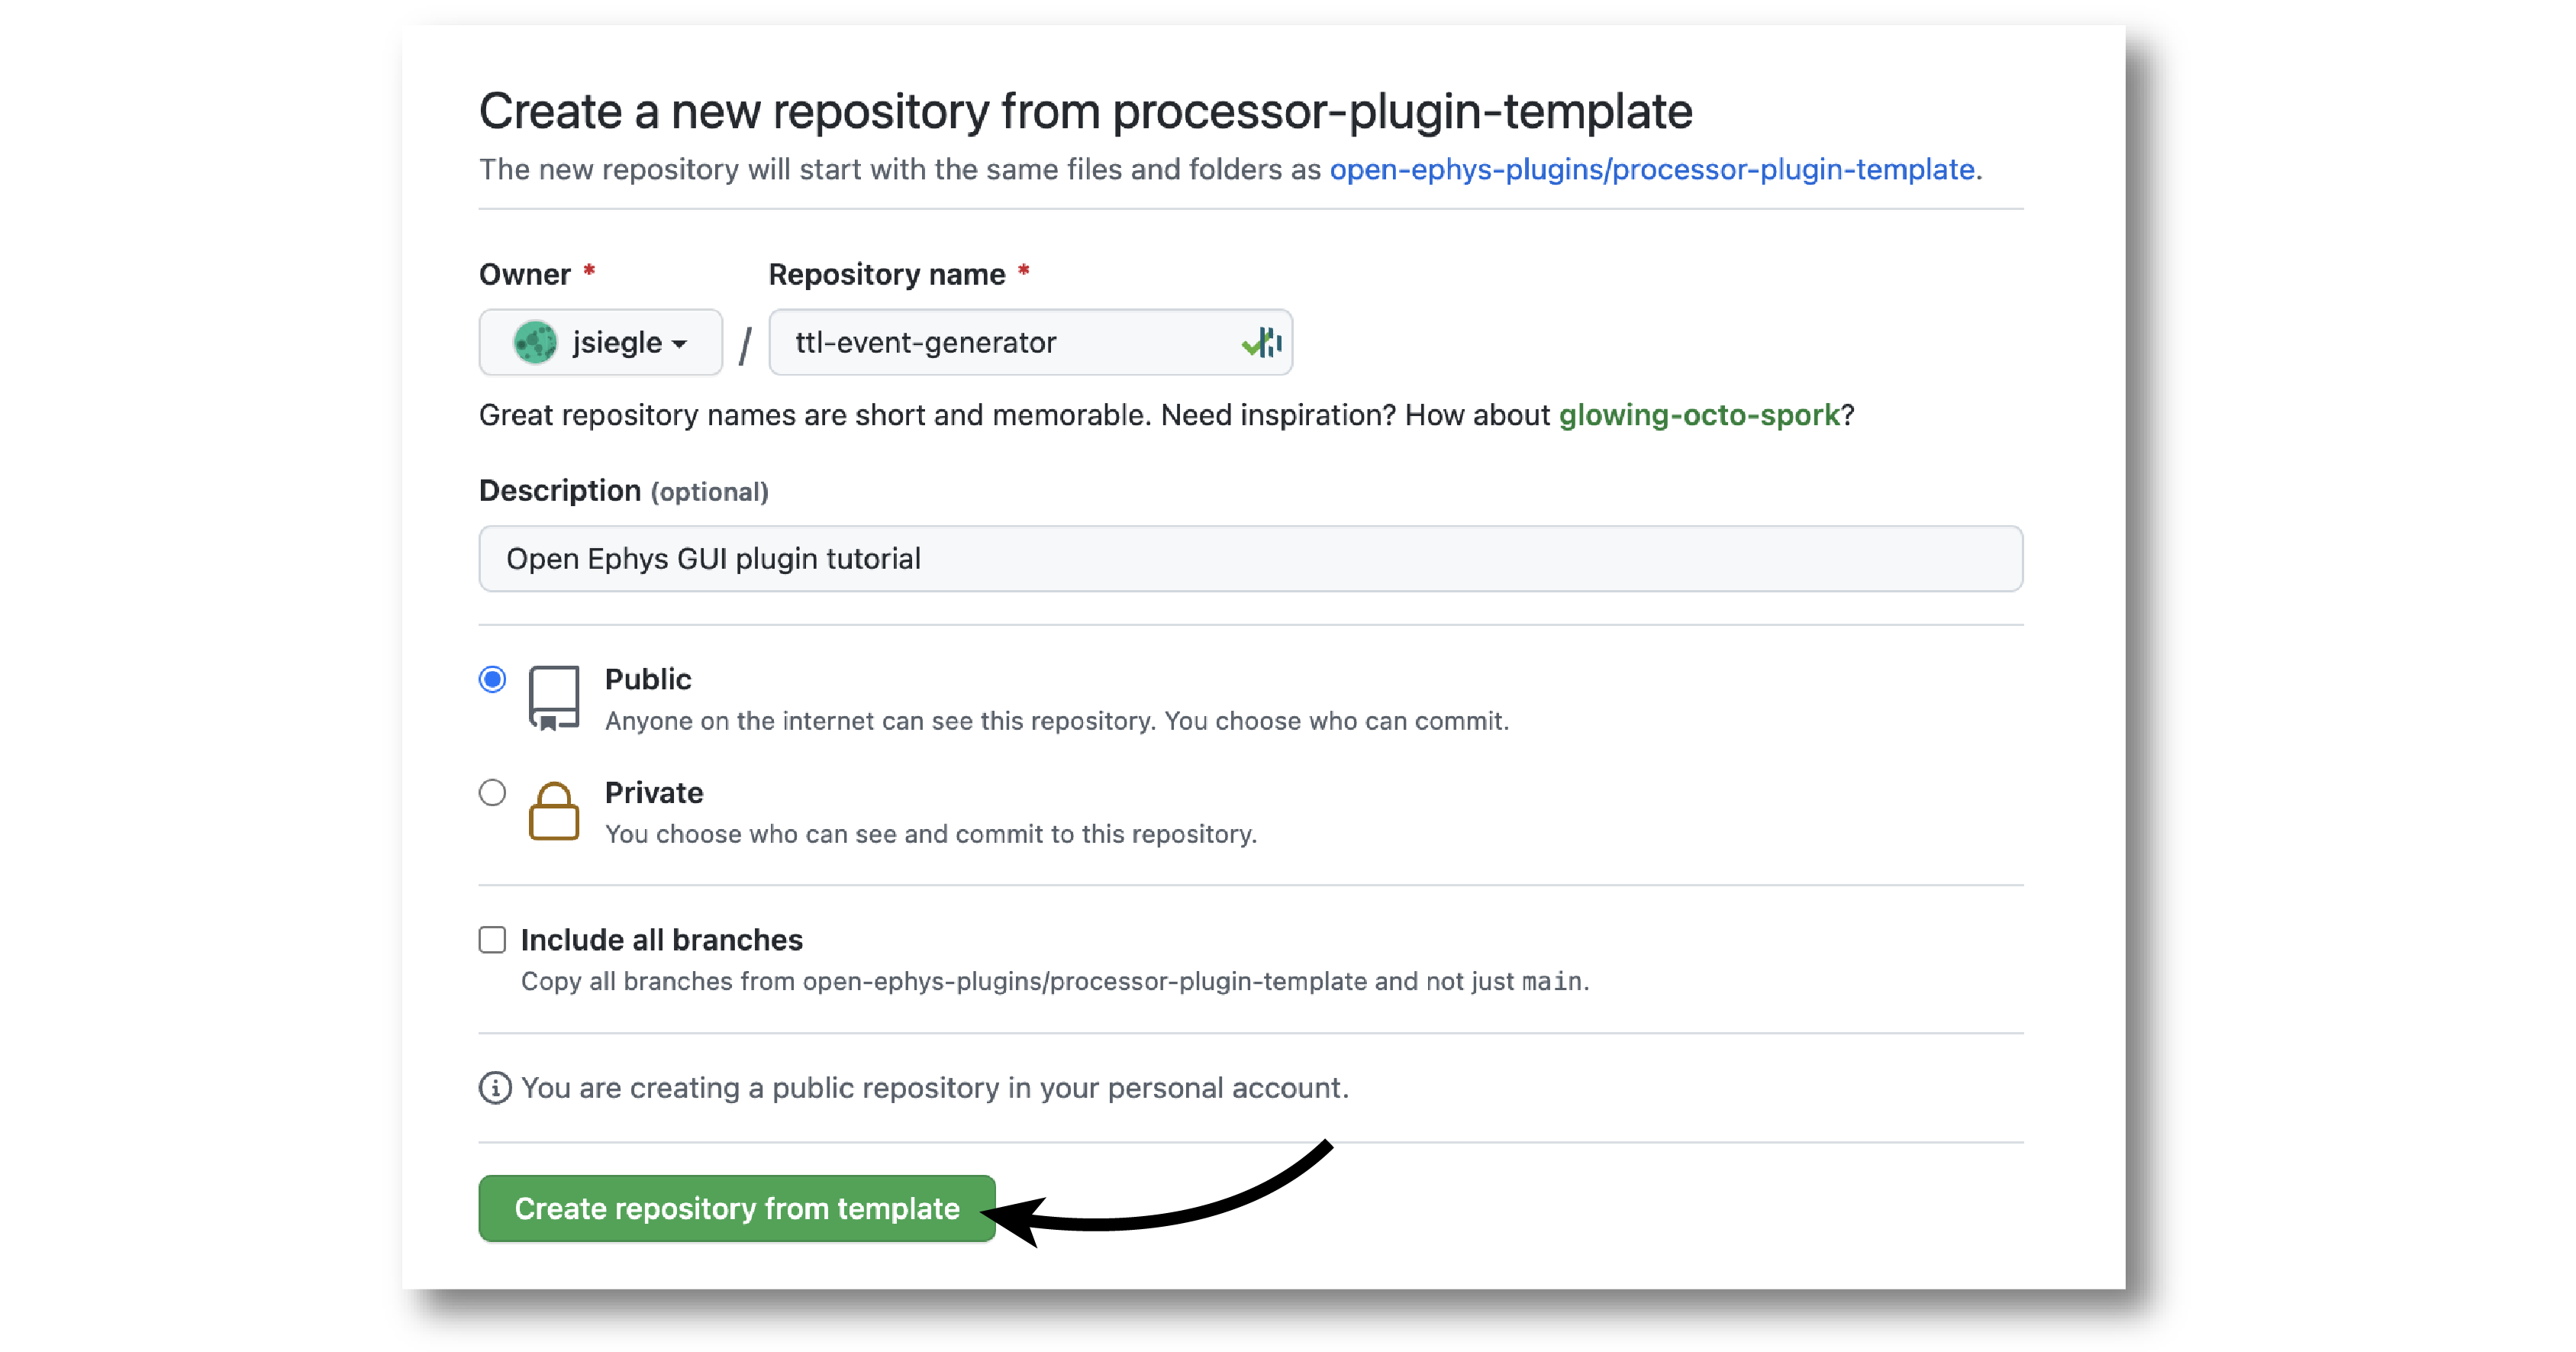 Create a new repository from processor-plugin-template
The new repository will start with the same files and folders as open-ephys-plugins/processor-plugin-template.
Owner * Repository name *
jsiegle / ttl-event-generator
Great repository names are short and memorable. Need inspiration? How about glowing-octo-spork?
Description (optional)
Open Ephys GUI plugin tutorial
Public
Anyone on the internet can see this repository. You choose who can commit.
Private
You choose who can see and commit to this repository.
Include all branches
Copy all branches from open-ephys-plugins/processor-plugin-template and not just main.
You are creating a public repository in your personal account.
Create repository from template